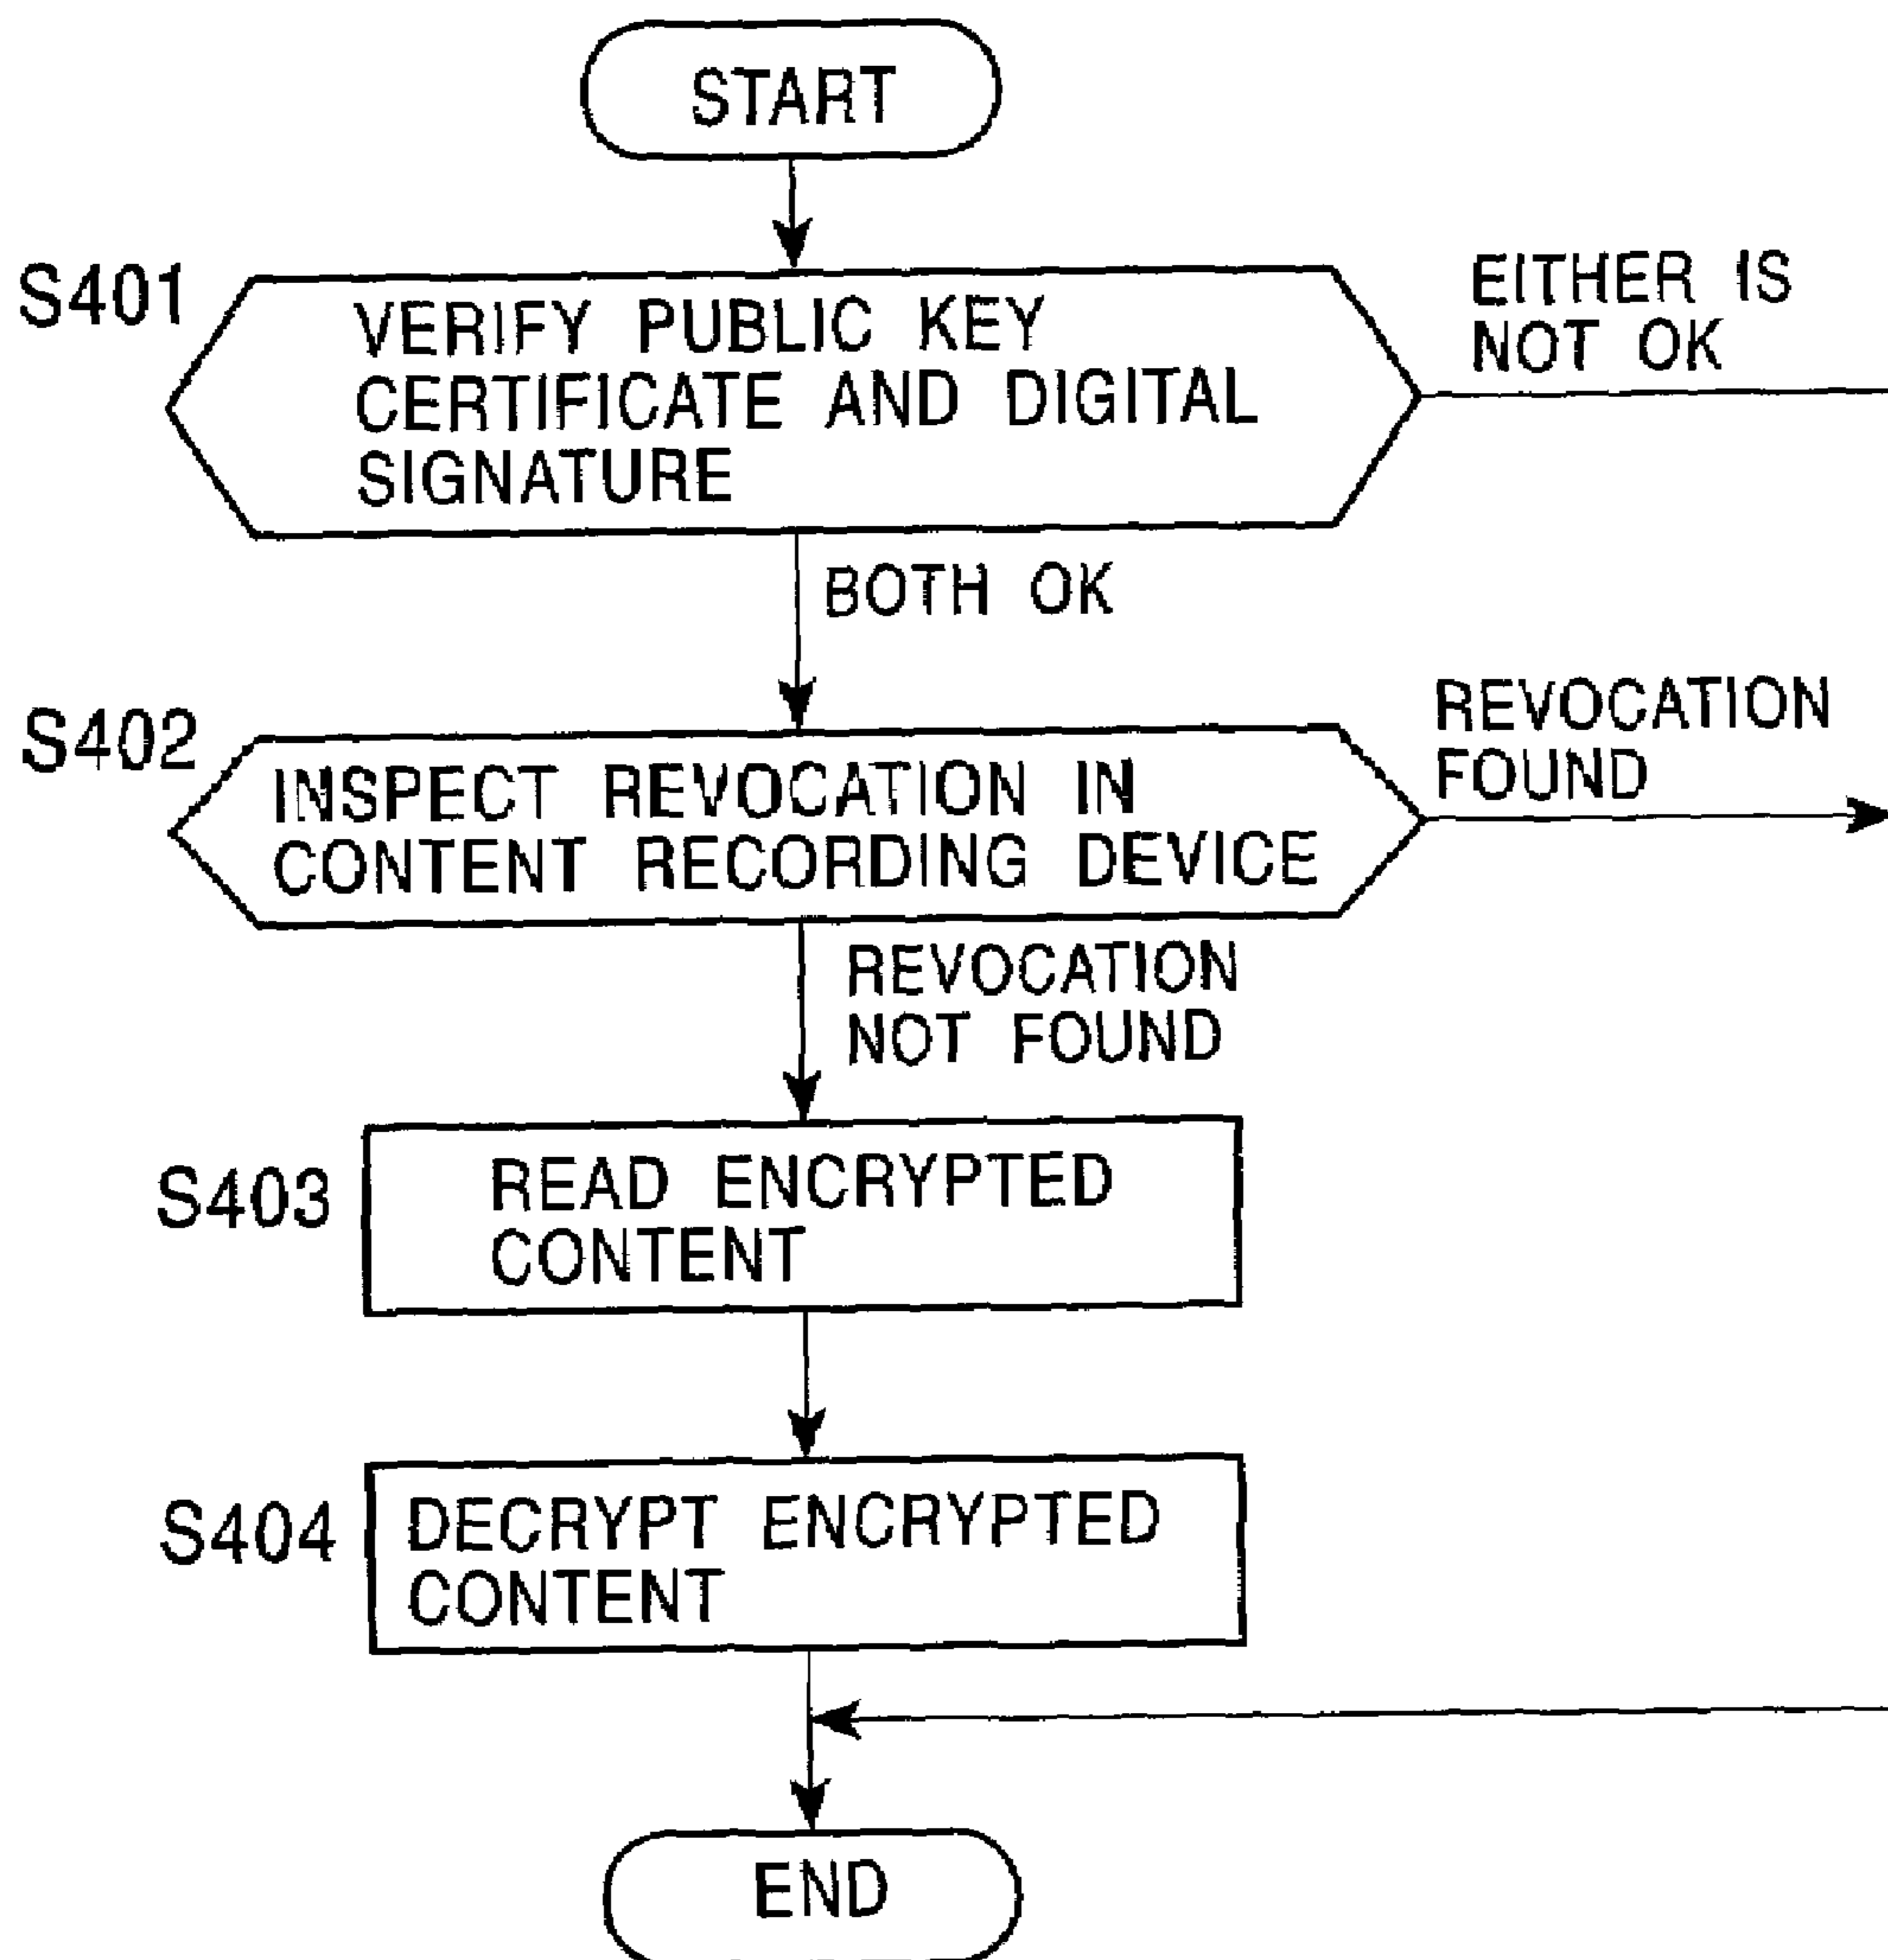 START
S401
VERIFY PUBLIC KEY
CERTIFICATE AND DIGITAL
SIGNATURE
EITHER IS
NOT OK
BOTH OK
S402
INSPECT REVOCATION IN
CONTENT RECORDING DEVICE
REVOCATION
FOUND
REVOCATION
NOT FOUND
S403
READ ENCRYPTED
CONTENT
S404
DECRYPT ENCRYPTED
CONTENT
END